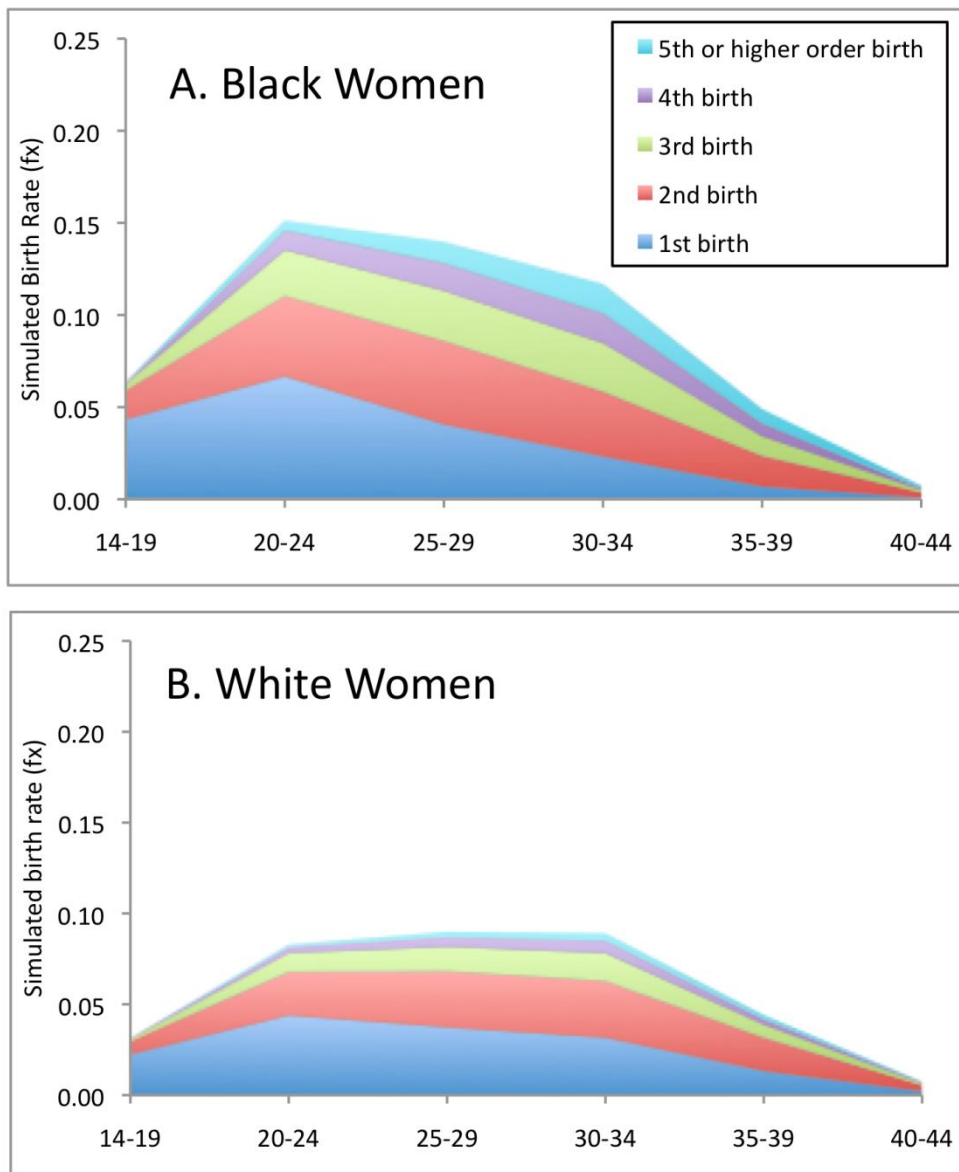 A. Black Women
Simulated Birth Rate (fx)
0.25
0.20
0.15
0.10
0.05
0.00
14-19 20-24 25-29 30-34 35-39 40-44
5th or higher order birth
4th birth
3rd birth
2nd birth
1st birth
B. White Women
Simulated birth rate (fx)
0.25
0.20
0.15
0.10
0.05
0.00
14-19 20-24 25-29 30-34 35-39 40-44